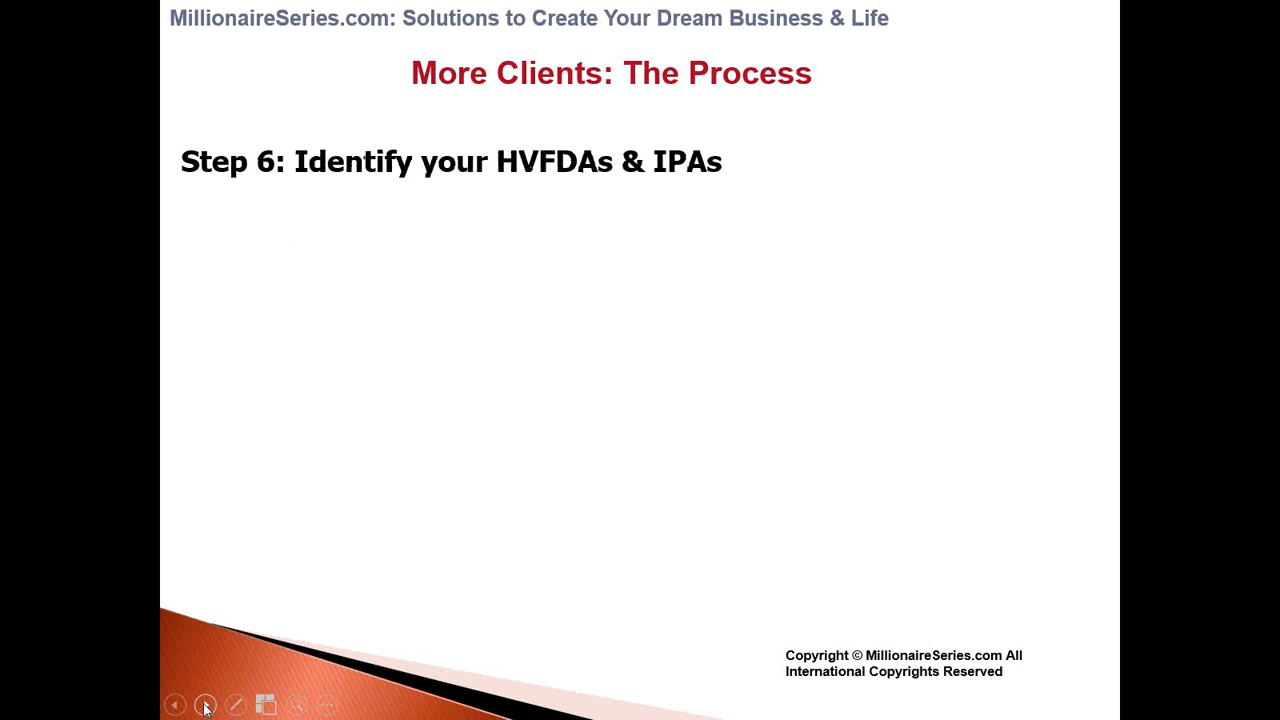 MillionaireSeries.com: Solutions to Create Your Dream Business & Life
More Clients: The Process
Step 6: Identify your HVFDAs & IPAs
Copyright © MillionaireSeries.com All
International Copyrights Reserved